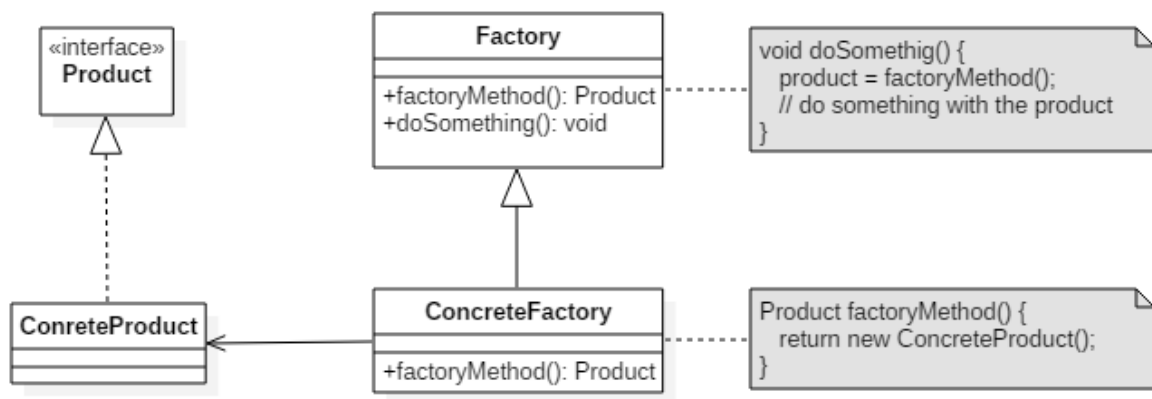 «interface»
Product
Factory
+factoryMethod(): Product
+doSomething(): void
void doSomethig() {
product = factoryMethod();
// do something with the product
}
ConreteProduct
ConcreteFactory
+factoryMethod(): Product
Product factoryMethod() {
return new ConcreteProduct();
}